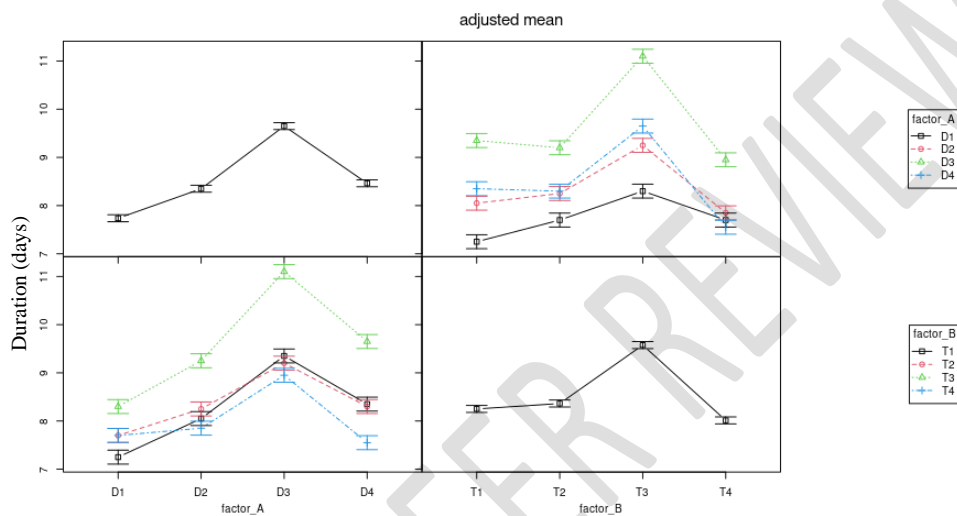 adjusted mean
Duration (days)
11
10
9
8
7
factor_A
D1
D2
D3
D4
11
10
9
8
7
factor_B
T1
T2
T3
T4
D1 D2 D3 D4
factor_A
T1 T2 T3 T4
factor_B
ER REVIEW